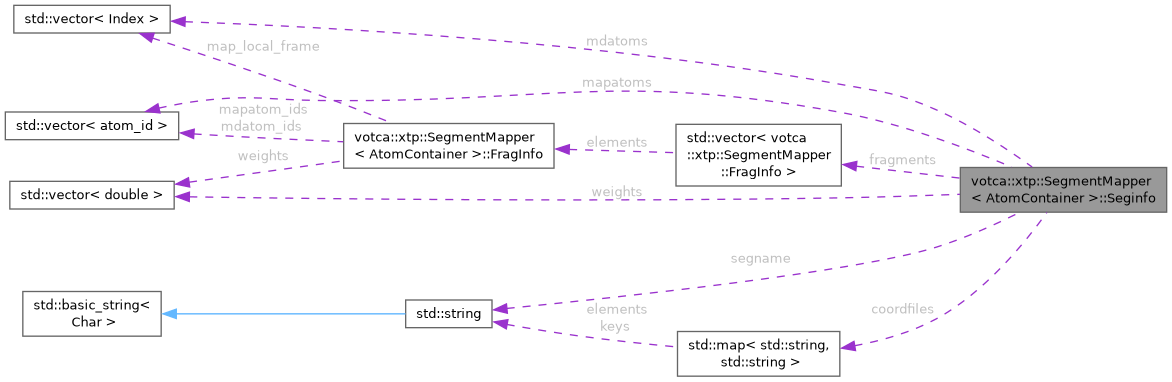 std::vector< Index >
mdatoms
map_local_frame
mapatoms
mapatom_ids
mdatom_ids
std::vector< atom_id >
votca::xtp::SegmentMapper
< AtomContainer >::FragInfo
elements
std::vector< votca
::xtp::SegmentMapper
::FragInfo >
fragments
weights
std::vector< double >
weights
votca::xtp::SegmentMapper
< AtomContainer >::Seginfo
segname
std::basic_string<
Char >
std::string
elements
keys
coordfiles
std::map< std::string,
std::string >